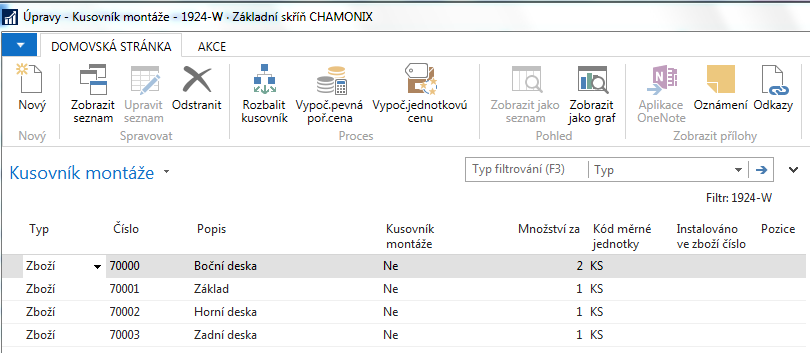 Úpravy - Kusovník montáže - 1924-W · Základní skříň CHAMONIX
DOMOVSKÁ STRÁNKA AKCE
Nový
Zobrazit seznam
Upravit seznam
Odstranit
Rozbalit kusovník
Vypoč.pevná poř.cena
Vypoč.jednotkovú cenu
Zobrazit jako seznam
Zobrazit jako graf
Aplikace OneNote
Oznámení
Odkazy
Nový Spravovat Proces Pohled Zobrazit přílohy
Kusovník montáže
Typ filtrování (F3) Typ
Filtr: 1924-W
Typ Číslo Popis Kusovník montáže Množství za Kód měrné jednotky Instalováno ve zboží číslo Pozice
Zboží 70000 Boční deska Ne 2 KS
Zboží 70001 Základ Ne 1 KS
Zboží 70002 Horní deska Ne 1 KS
Zboží 70003 Zadní deska Ne 1 KS